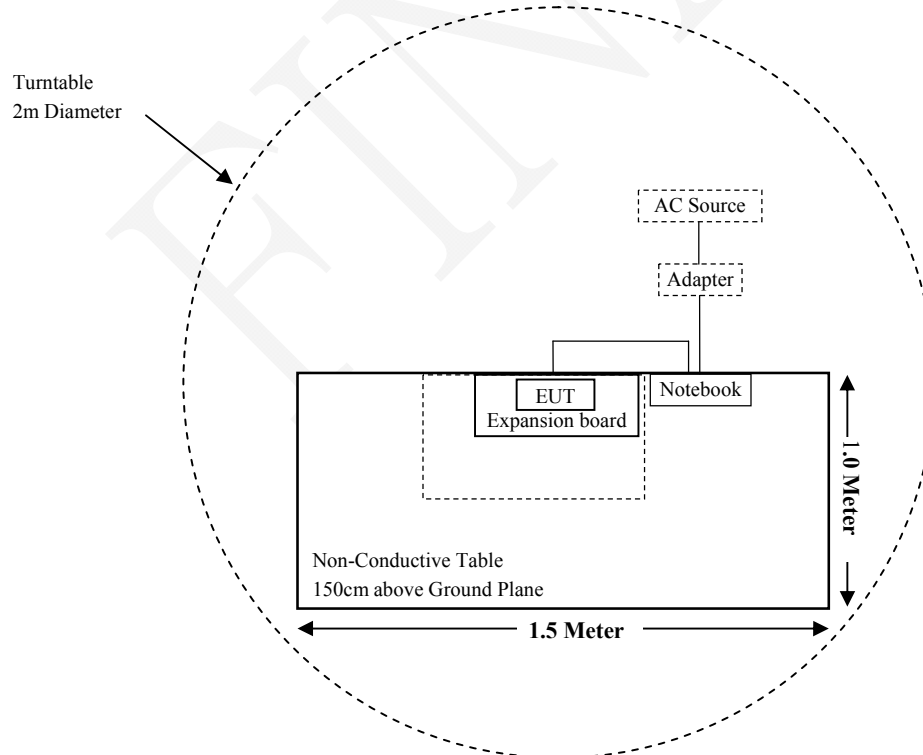 Turntable
2m Diameter
AC Source
Adapter
Notebook
EUT
Expansion board
1.0 Meter
Non-Conductive Table
150cm above Ground Plane
1.5 Meter